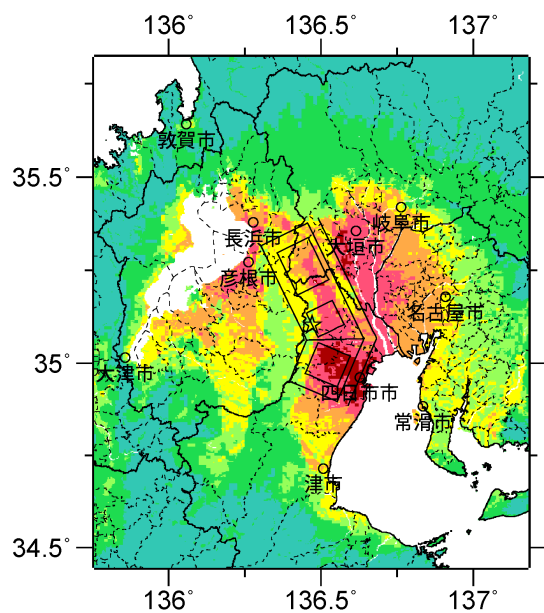 136° 136.5° 137°
敦賀市
35.5°
岐阜市
長浜市 大垣市
彦根市
名古屋市
35°
大津市
四日市市
常滑市
津市
34.5°
136° 136.5° 137°